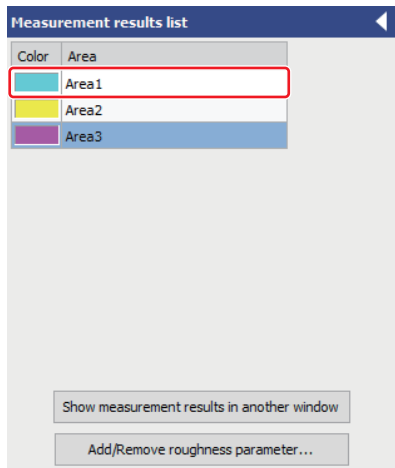 Measurement results list
Color Area
Area1
Area2
Area3
Show measurement results in another window
Add/Remove roughness parameter...